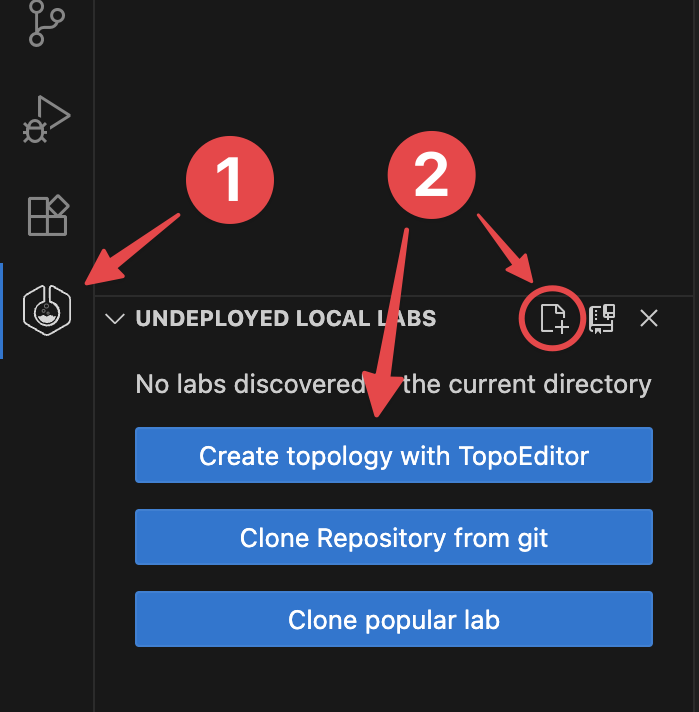 1
2
UNDEPLOYED LOCAL LABS
No labs discovered the current directory
Create topology with TopoEditor
Clone Repository from git
Clone popular lab